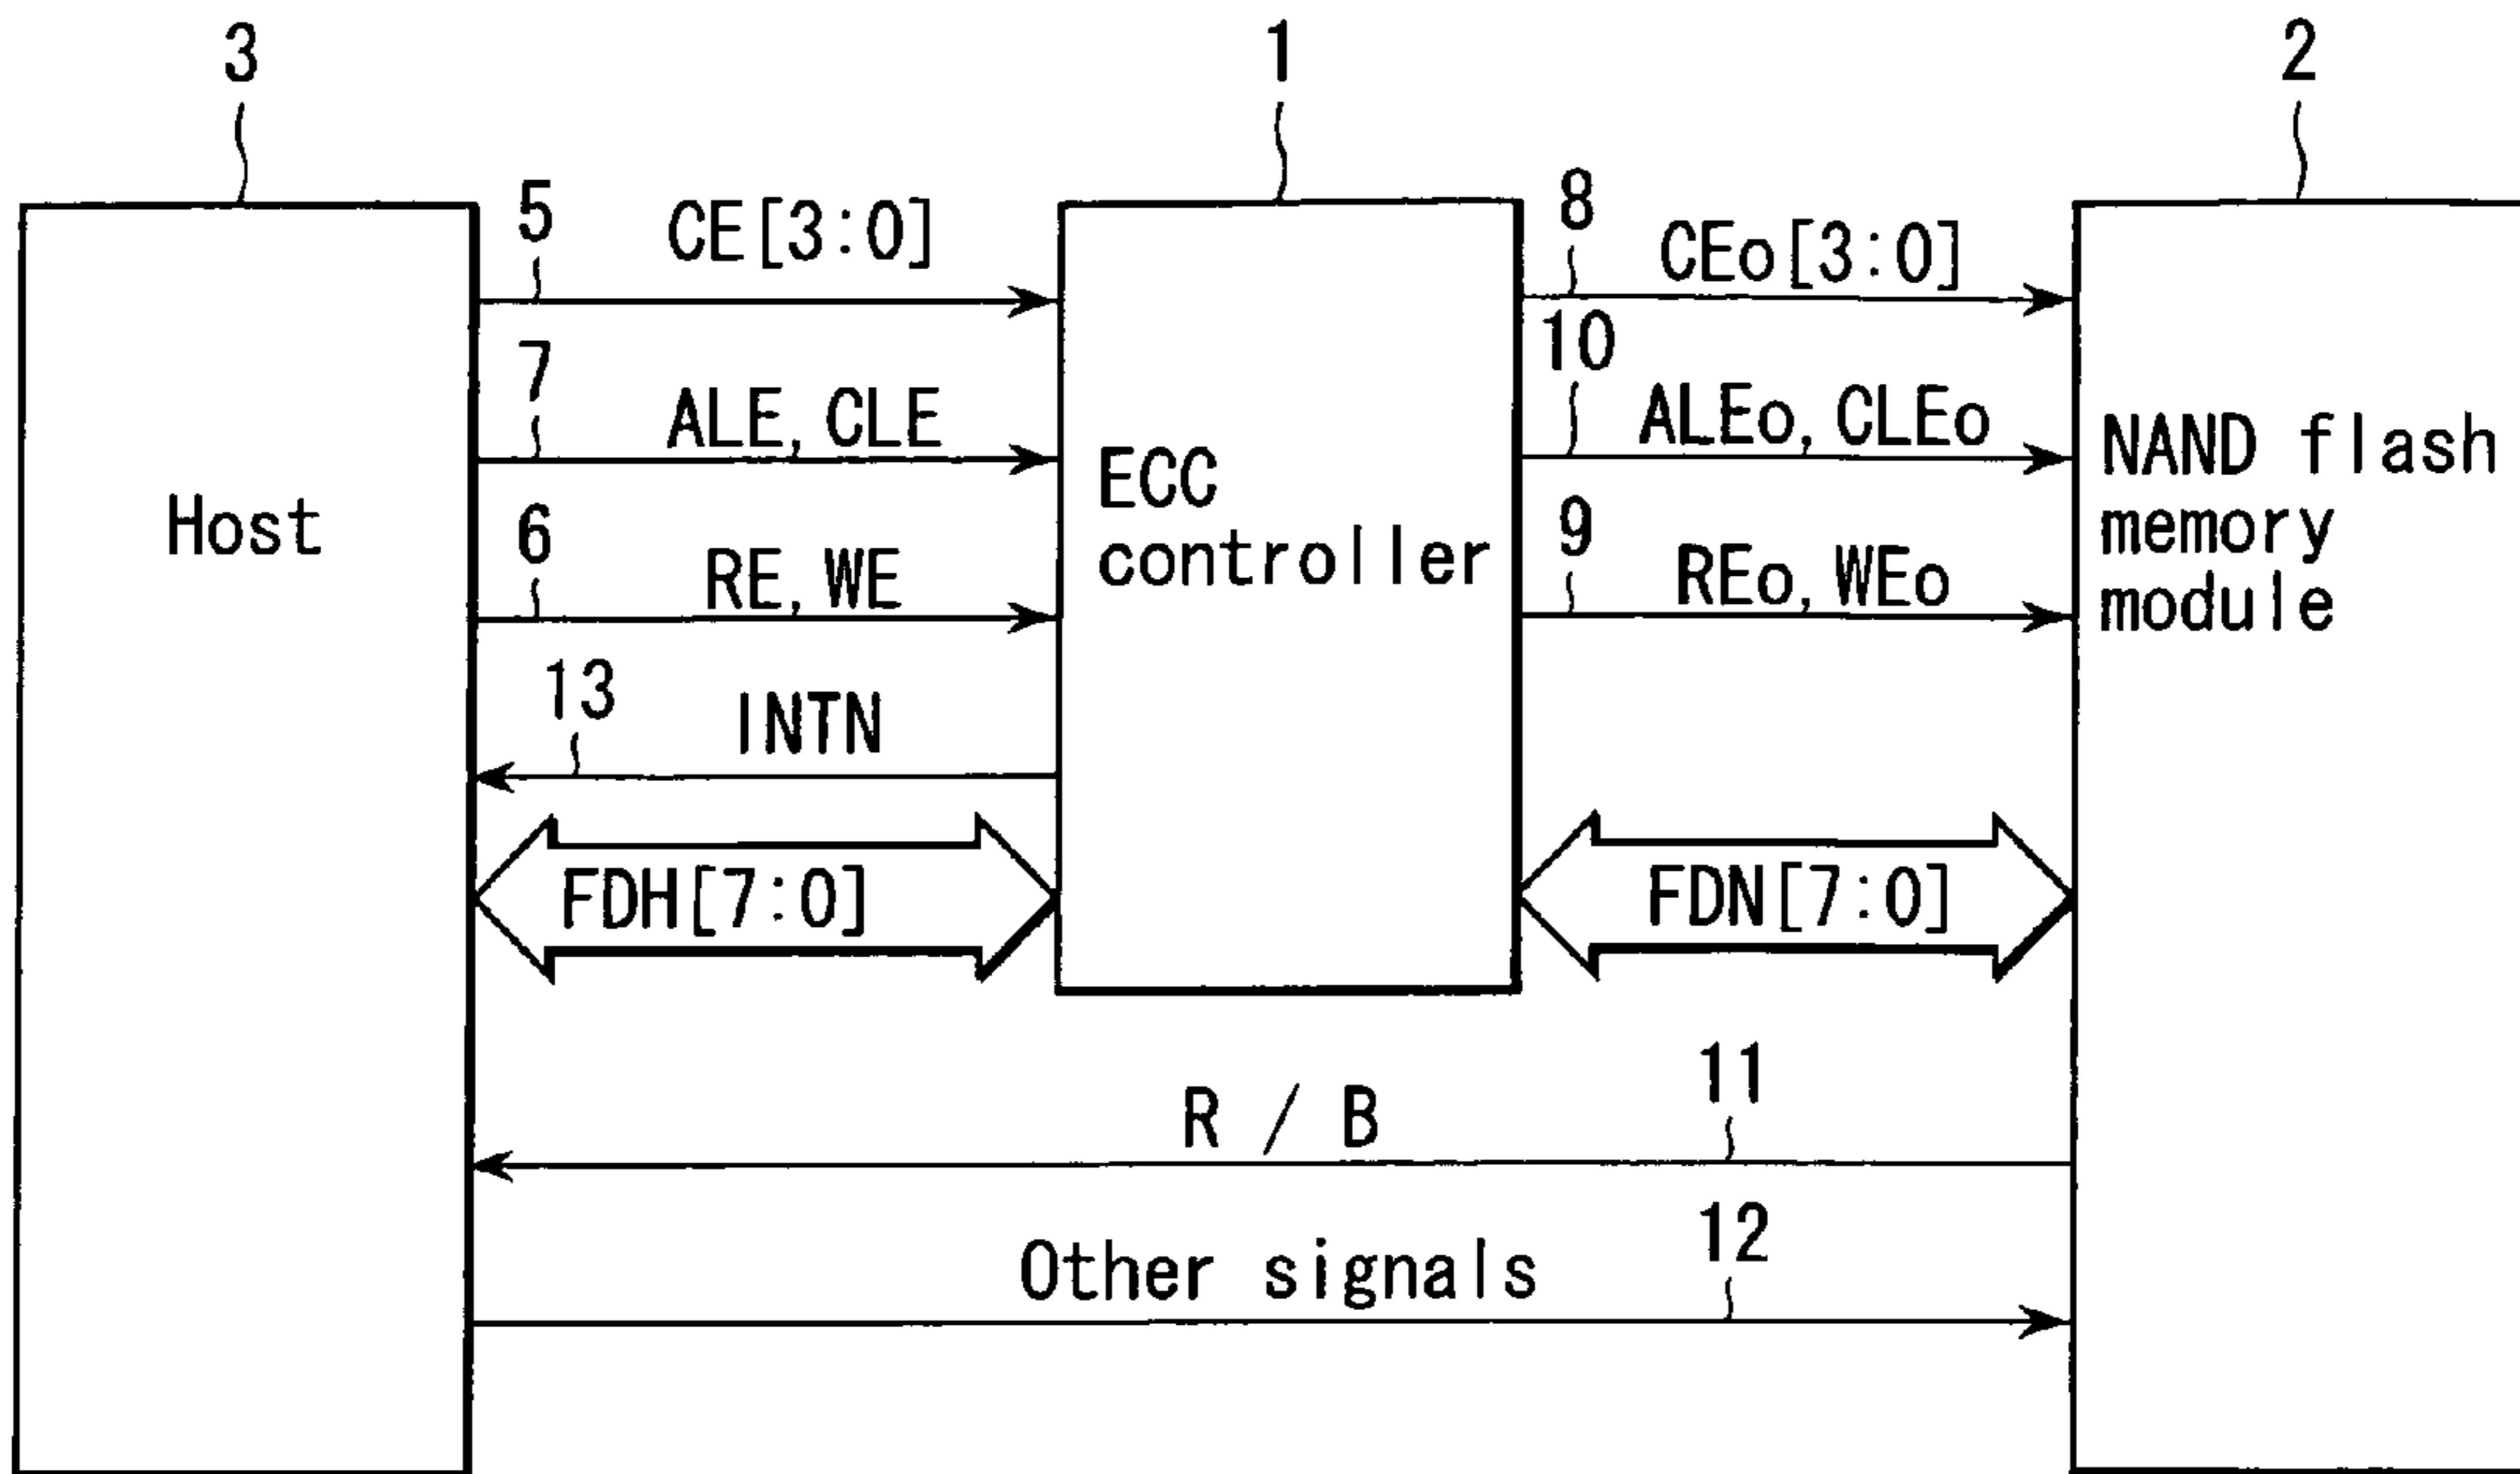 3
1
2
5
CE[3:0]
8
CEo[3:0]
7
ALE, CLE
10
ALEo, CLEo
Host
6
RE, WE
ECC
controller
9
REo, WEo
NAND flash
memory
module
13
INTN
FDH[7:0]
FDN[7:0]
R / B
11
Other signals
12